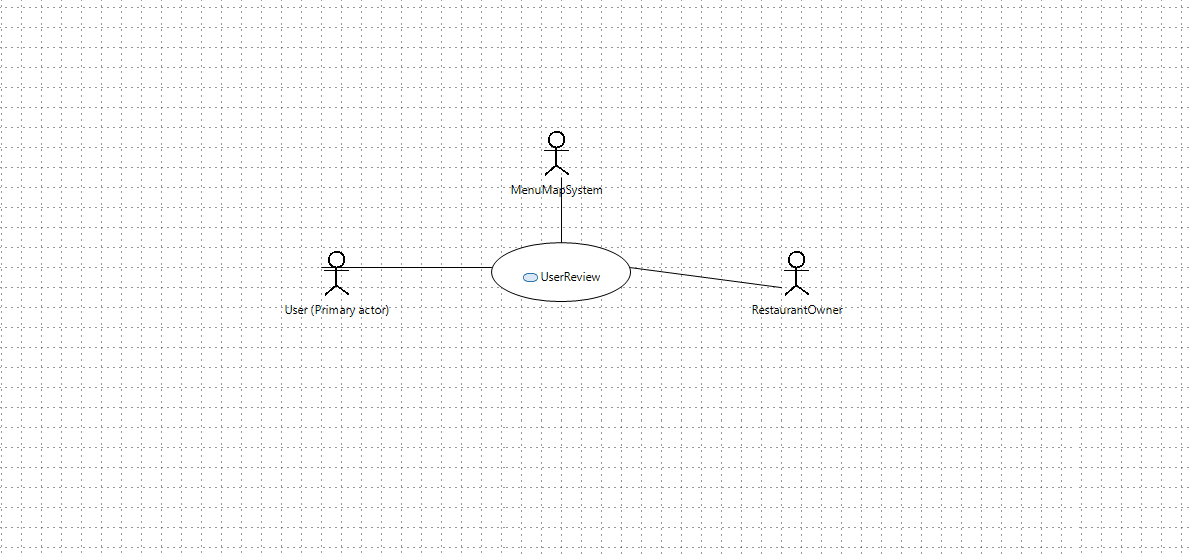 MenuMapSystem
UserReview
User (Primary actor)
RestaurantOwner